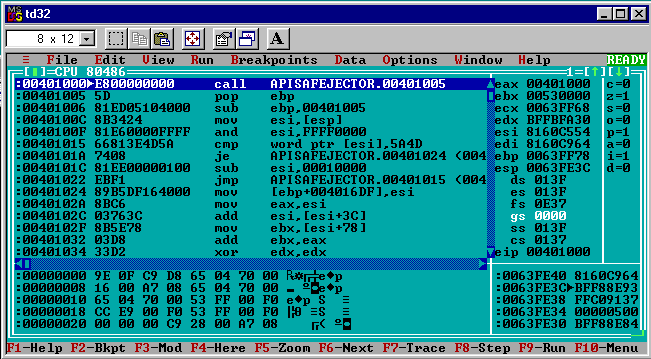 MS DOS td32
8 x 12 A
≡ File Edit View Run Breakpoints Data Options Window Help READY
[■]=CPU 80486 1=[↑][↓]
:00401000►E800000000 call APISAFEJECTOR.00401005 eax 00401000 c=0
:00401005 5D pop ebp ebx 00530000 z=1
:00401006 81ED05104000 sub ebp,00401005 ecx 0063FF68 s=0
:0040100C 8B3424 mov esi,[esp] edx BFFBFA30 o=0
:0040100F 81E60000FFFF and esi,FFFF0000 esi 8160C554 p=1
:00401015 66813E4D5A cmp word ptr [esi],5A4D edi 8160C964 a=0
:0040101A 7408 je APISAFEJECTOR.00401024 (004 ebp 0063FF78 i=1
:0040101C 81EE00000100 sub esi,00010000 esp 0063FE3C d=0
:00401022 EBF1 jmp APISAFEJECTOR.00401015 (004 ds 013F
:00401024 89B5DF164000 mov [ebp+004016DF],esi es 013F
:0040102A 8BC6 mov eax,esi fs 0E37
:0040102C 03763C add esi,[esi+3C] gs 0000
:0040102F 8B5E78 mov ebx,[esi+78] ss 013F
:00401032 03D8 add ebx,eax cs 0137
:00401034 33D2 xor edx,edx eip 00401000
:00000000 9E 0F C9 D8 65 04 70 00 :0063FE40 8160C964
:00000008 16 00 A7 08 65 04 70 00 :0063FE3C►BFF88E93
:00000010 65 04 70 00 53 FF 00 F0 :0063FE38 FFC09137
:00000018 CC E9 00 F0 53 FF 00 F0 :0063FE34 00000500
:00000020 00 00 00 C9 28 00 A7 08 :0063FE30 BFF88E84
F1-Help F2-Bkpt F3-Mod F4-Here F5-Zoom F6-Next F7-Trace F8-Step F9-Run F10-Menu